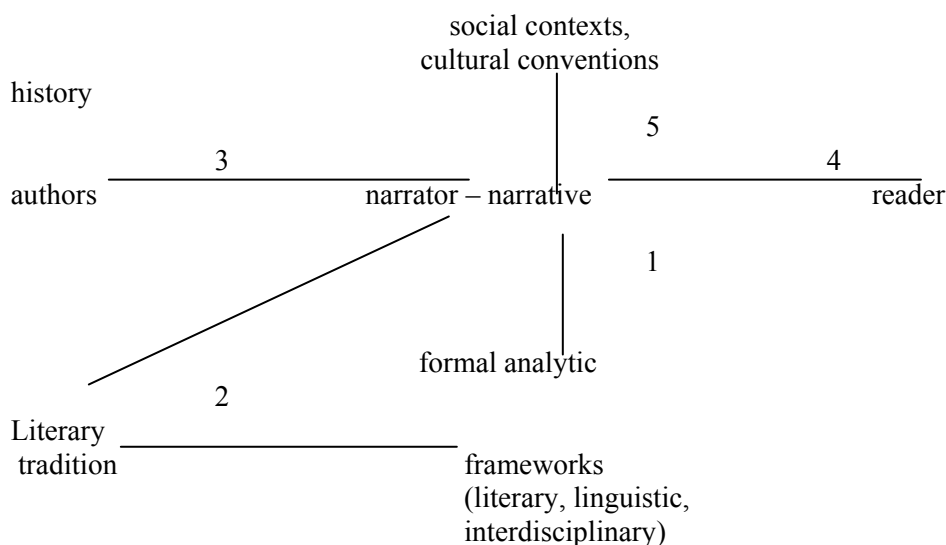 social contexts,
cultural conventions
history
5
3
4
authors
narrator – narrative
reader
1
formal analytic
2
Literary
tradition
frameworks
(literary, linguistic,
interdisciplinary)